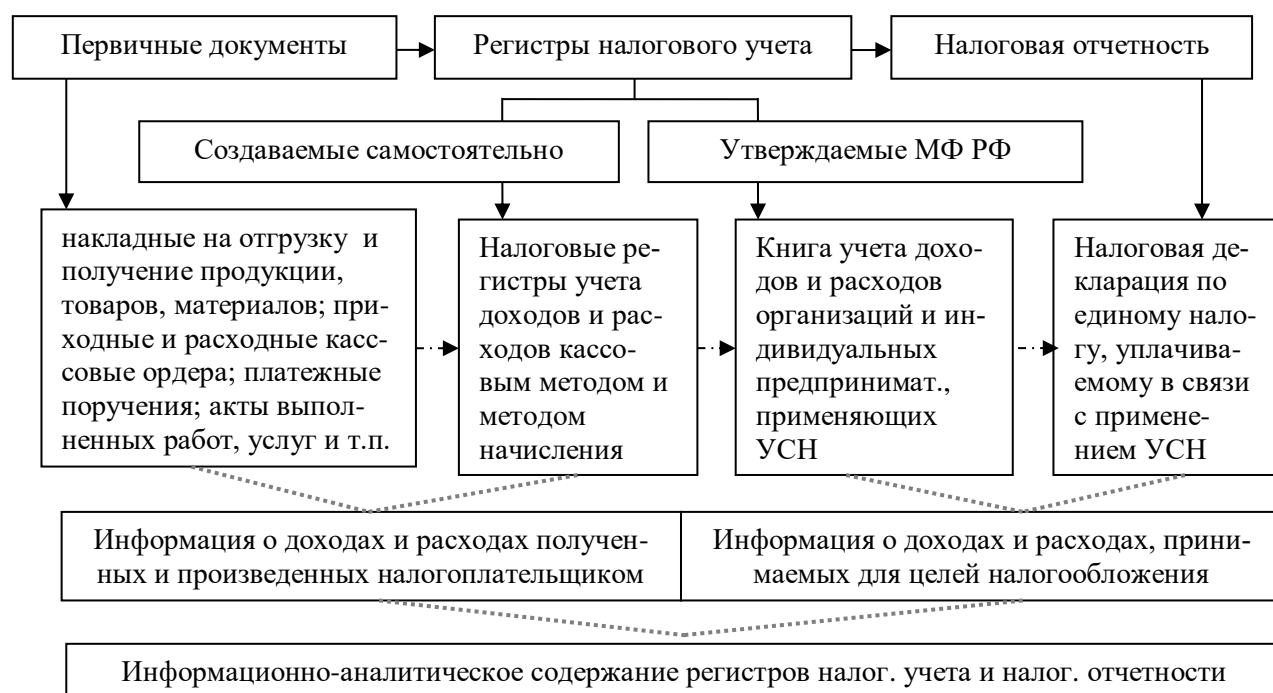 Первичные документы
Регистры налогового учета
Налоговая отчетность
Создаваемые самостоятельно
Утверждаемые МФ РФ
накладные на отгрузку и
получение продукции,
товаров, материалов; при-
ходные и расходные касс-
совые ордера; платежные
поручения; акты выпол-
ненных работ, услуг и т.п.
Налоговые ре-
гистры учета
доходов и рас-
ходов кассо-
вым методом и
методом
начисления
Книга учета дохо-
дов и расходов
организаций и ин-
дивидуальных
предпринимат.,
применяющих
УСН
Налоговая де-
кларация по
единому нало-
гу, уплачива-
емому в связи
с примене-
нием УСН
Информация о доходах и расходах получен-
ных и произведенных налогоплательщиком
Информация о доходах и расходах, прини-
маемых для целей налогообложения
Информационно-аналитическое содержание регистров налог. учета и налог. отчетности